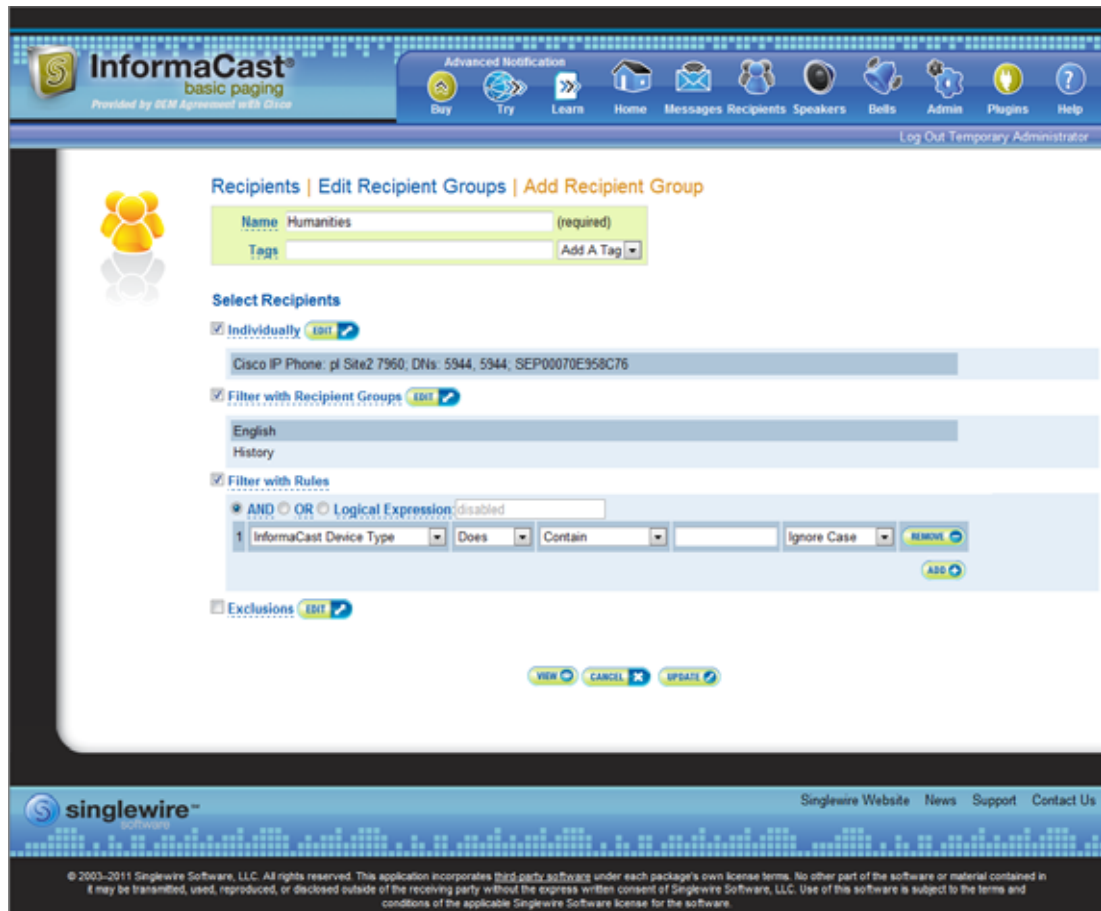 InformaCast®
basic paging
Provided by OEM Agreement with Cisco
Advanced Notification
Buy Try Learn Home Messages Recipients Speakers Bells Admin Plugins Help
Log Out Temporary Administrator
Recipients | Edit Recipient Groups | Add Recipient Group
Name Humanities (required)
Tags Add A Tag
Select Recipients
Individually EDIT
Cisco IP Phone: pl Site2 7960; DNs: 5944, 5944; SEP00070E958C76
Filter with Recipient Groups EDIT
English
History
Filter with Rules
AND OR Logical Expression: disabled
1 InformaCast Device Type Does Contain Ignore Case REMOVE
ADD
Exclusions EDIT
VIEW CANCEL UPDATE
singlewire™
software
Singlewire Website News Support Contact Us
© 2003–2011 Singlewire Software, LLC. All rights reserved. This application incorporates third-party software under each package's own license terms. No other part of the software or material contained in
it may be transmitted, used, reproduced, or disclosed outside of the receiving party without the express written consent of Singlewire Software, LLC. Use of this software is subject to the terms and
conditions of the applicable Singlewire Software license for the software.